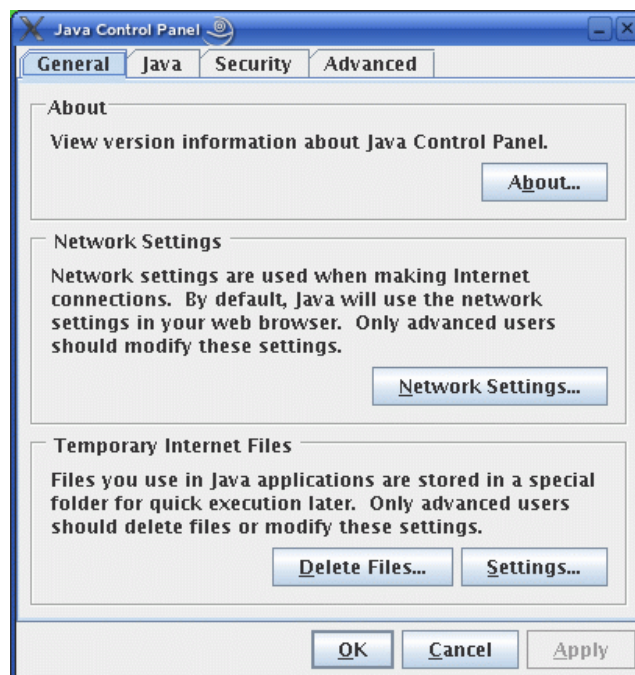 Java Control Panel
General Java Security Advanced
About
View version information about Java Control Panel.
About...
Network Settings
Network settings are used when making Internet
connections. By default, Java will use the network
settings in your web browser. Only advanced users
should modify these settings.
Network Settings...
Temporary Internet Files
Files you use in Java applications are stored in a special
folder for quick execution later. Only advanced users
should delete files or modify these settings.
Delete Files... Settings...
OK Cancel Apply